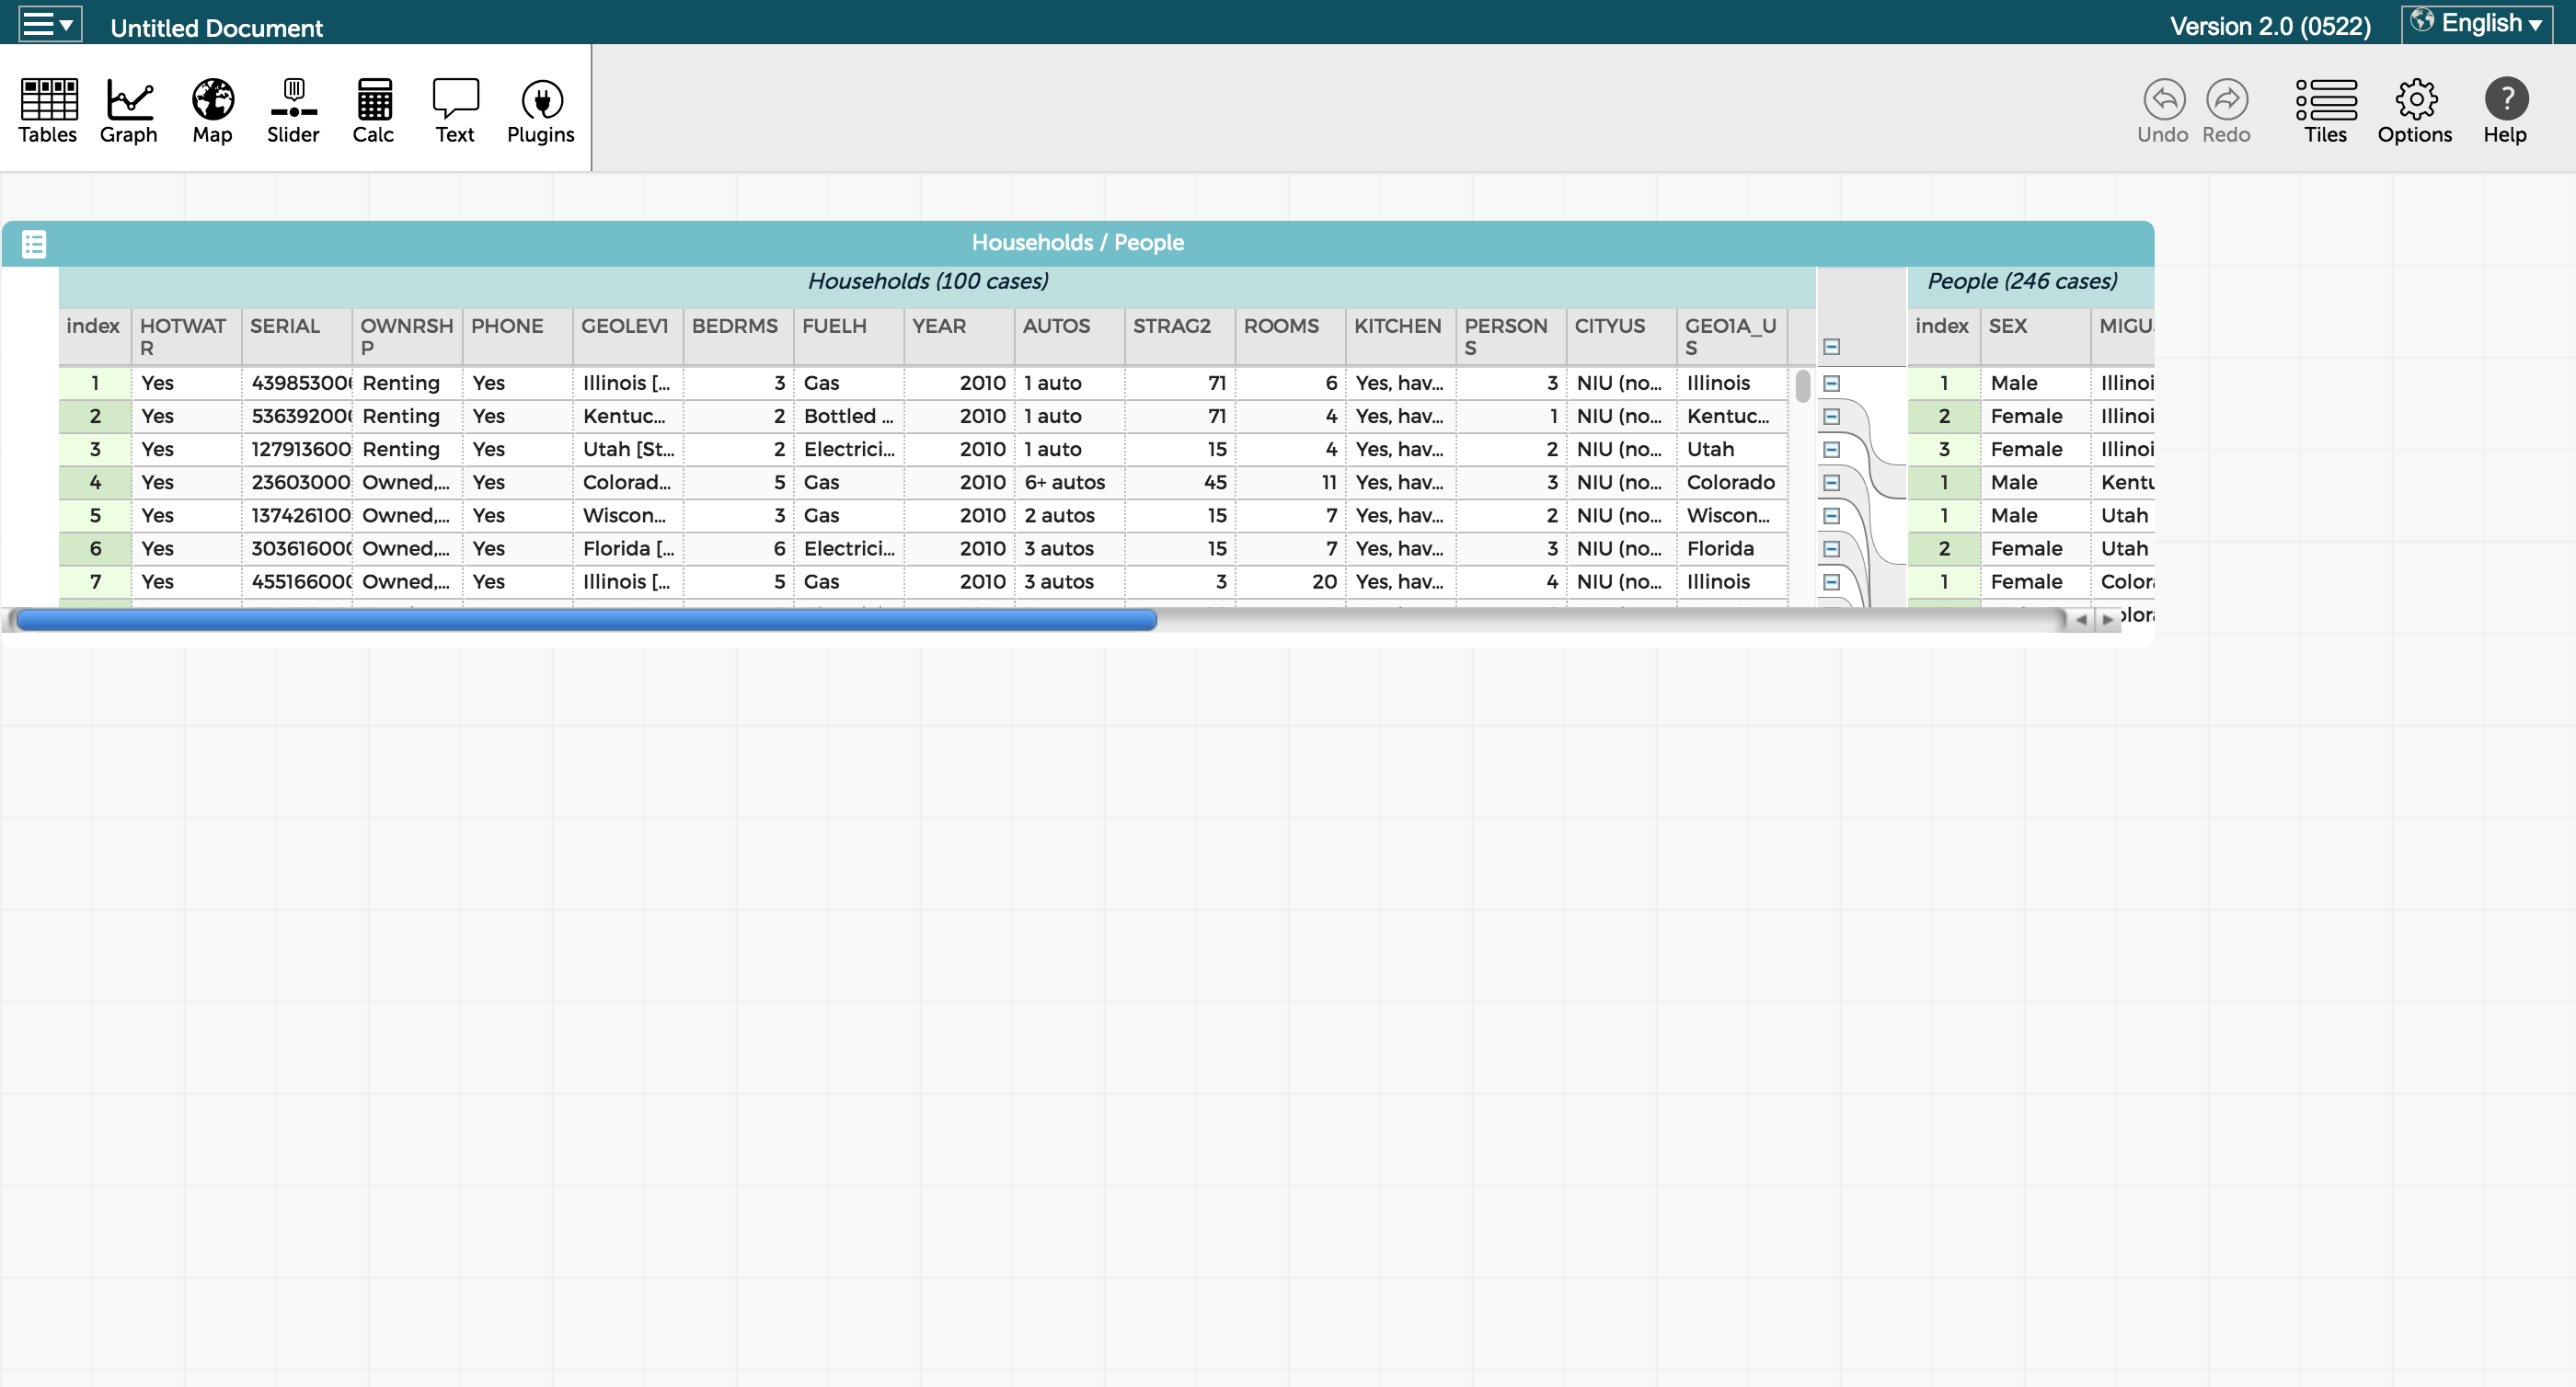 Untitled Document
Version 2.0 (0522)
English
Tables Graph Map Slider Calc Text Plugins
Undo Redo Tiles Options Help
Households / People
Households (100 cases) People (246 cases)
index HOTWATR SERIAL OWNRSHP PHONE GEOLEV1 BEDRMS FUELH YEAR AUTOS STRAG2 ROOMS KITCHEN PERSONS CITYUS GEO1A_US index SEX MIGUS
1 Yes 439853000 Renting Yes Illinois [... 3 Gas 2010 1 auto 71 6 Yes, hav... 3 NIU (no... Illinois 1 Male Illinoi
2 Yes 536392000 Renting Yes Kentuc... 2 Bottled ... 2010 1 auto 71 4 Yes, hav... 1 NIU (no... Kentuc... 2 Female Illinoi
3 Yes 127913600 Renting Yes Utah [St... 2 Electrici... 2010 1 auto 15 4 Yes, hav... 2 NIU (no... Utah 3 Female Illinoi
4 Yes 23603000 Owned,... Yes Colorad... 5 Gas 2010 6+ autos 45 11 Yes, hav... 3 NIU (no... Colorado 1 Male Kentu
5 Yes 137426100 Owned,... Yes Wiscon... 3 Gas 2010 2 autos 15 7 Yes, hav... 2 NIU (no... Wiscon... 1 Male Utah
6 Yes 303616000 Owned,... Yes Florida [... 6 Electrici... 2010 3 autos 15 7 Yes, hav... 3 NIU (no... Florida 2 Female Utah
7 Yes 455166000 Owned,... Yes Illinois [... 5 Gas 2010 3 autos 3 20 Yes, hav... 4 NIU (no... Illinois 1 Female Colora